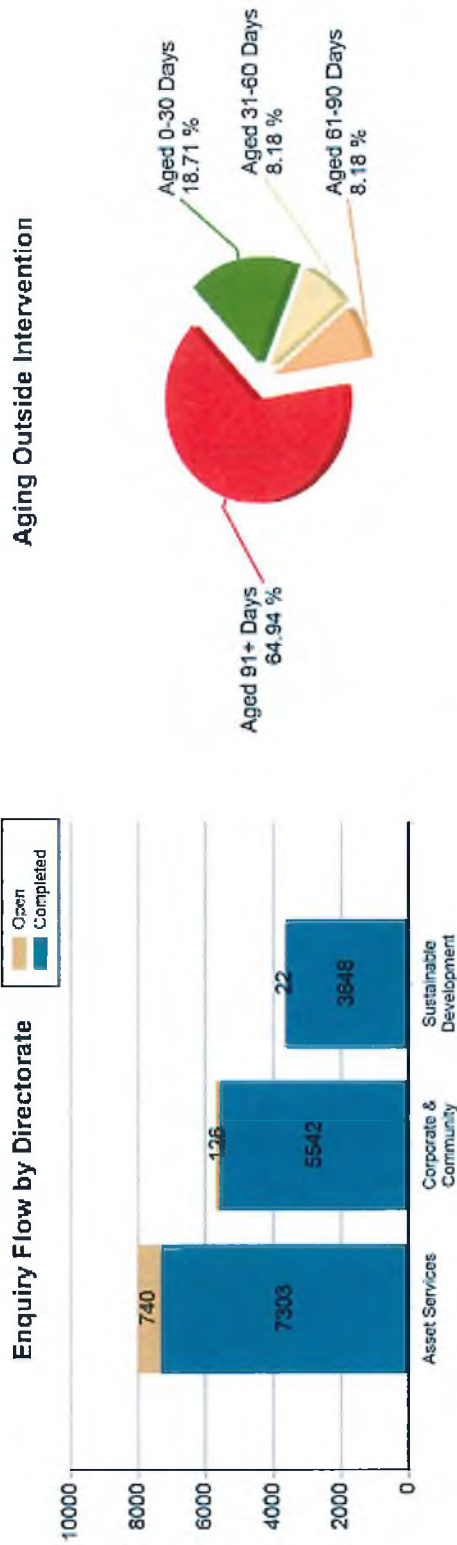 Enquiry Flow by Directorate
Open
Completed
10000
8000
6000
4000
2000
0
740
7303
5542
22
3648
Asset Services
Corporate &
Community
Sustainable
Development
Aging Outside Intervention
Aged 0-30 Days
18.71 %
Aged 31-60 Days
8.18 %
Aged 61-90 Days
8.18 %
Aged 91+ Days
64.94 %